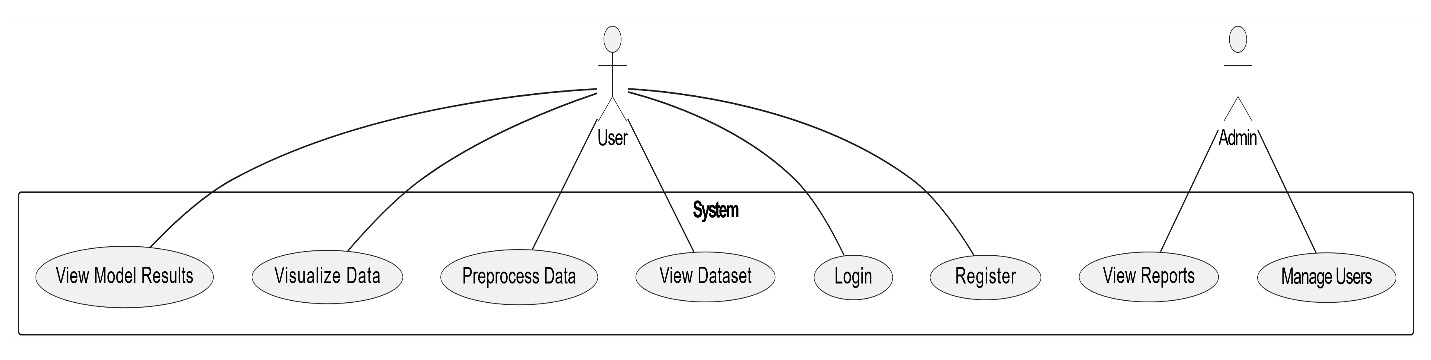 User
Admin
System
View Model Results
Visualize Data
Preprocess Data
View Dataset
Login
Register
View Reports
Manage Users